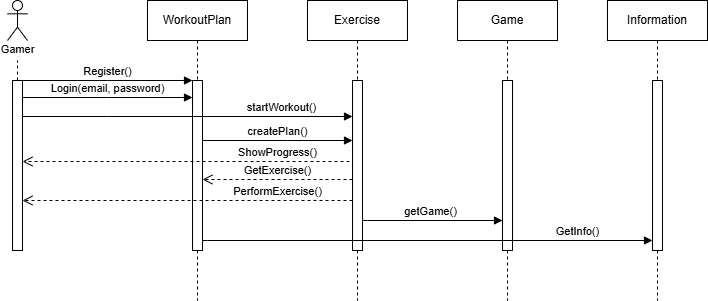 WorkoutPlan
Exercise
Game
Information
Gamer
Register()
Login(email, password)
startWorkout()
createPlan()
ShowProgress()
GetExercise()
PerformExercise()
getGame()
GetInfo()